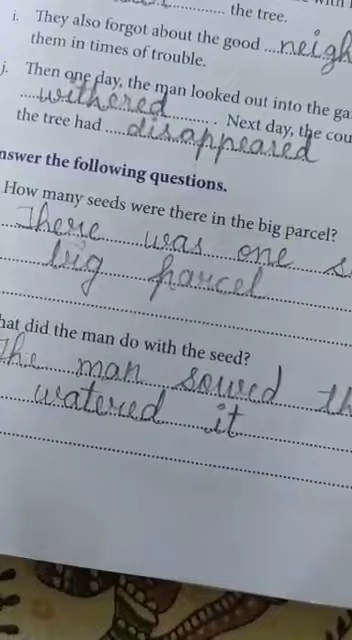 ............ the tree.
i. They also forgot about the good ....neigh
them in times of trouble.
j. Then one day, the man looked out into the ga
....withered........ . Next day, the cou
the tree had ....disappeared
nswer the following questions.
How many seeds were there in the big parcel?
There was one s
big parcel
hat did the man do with the seed?
The man sowed th
watered it